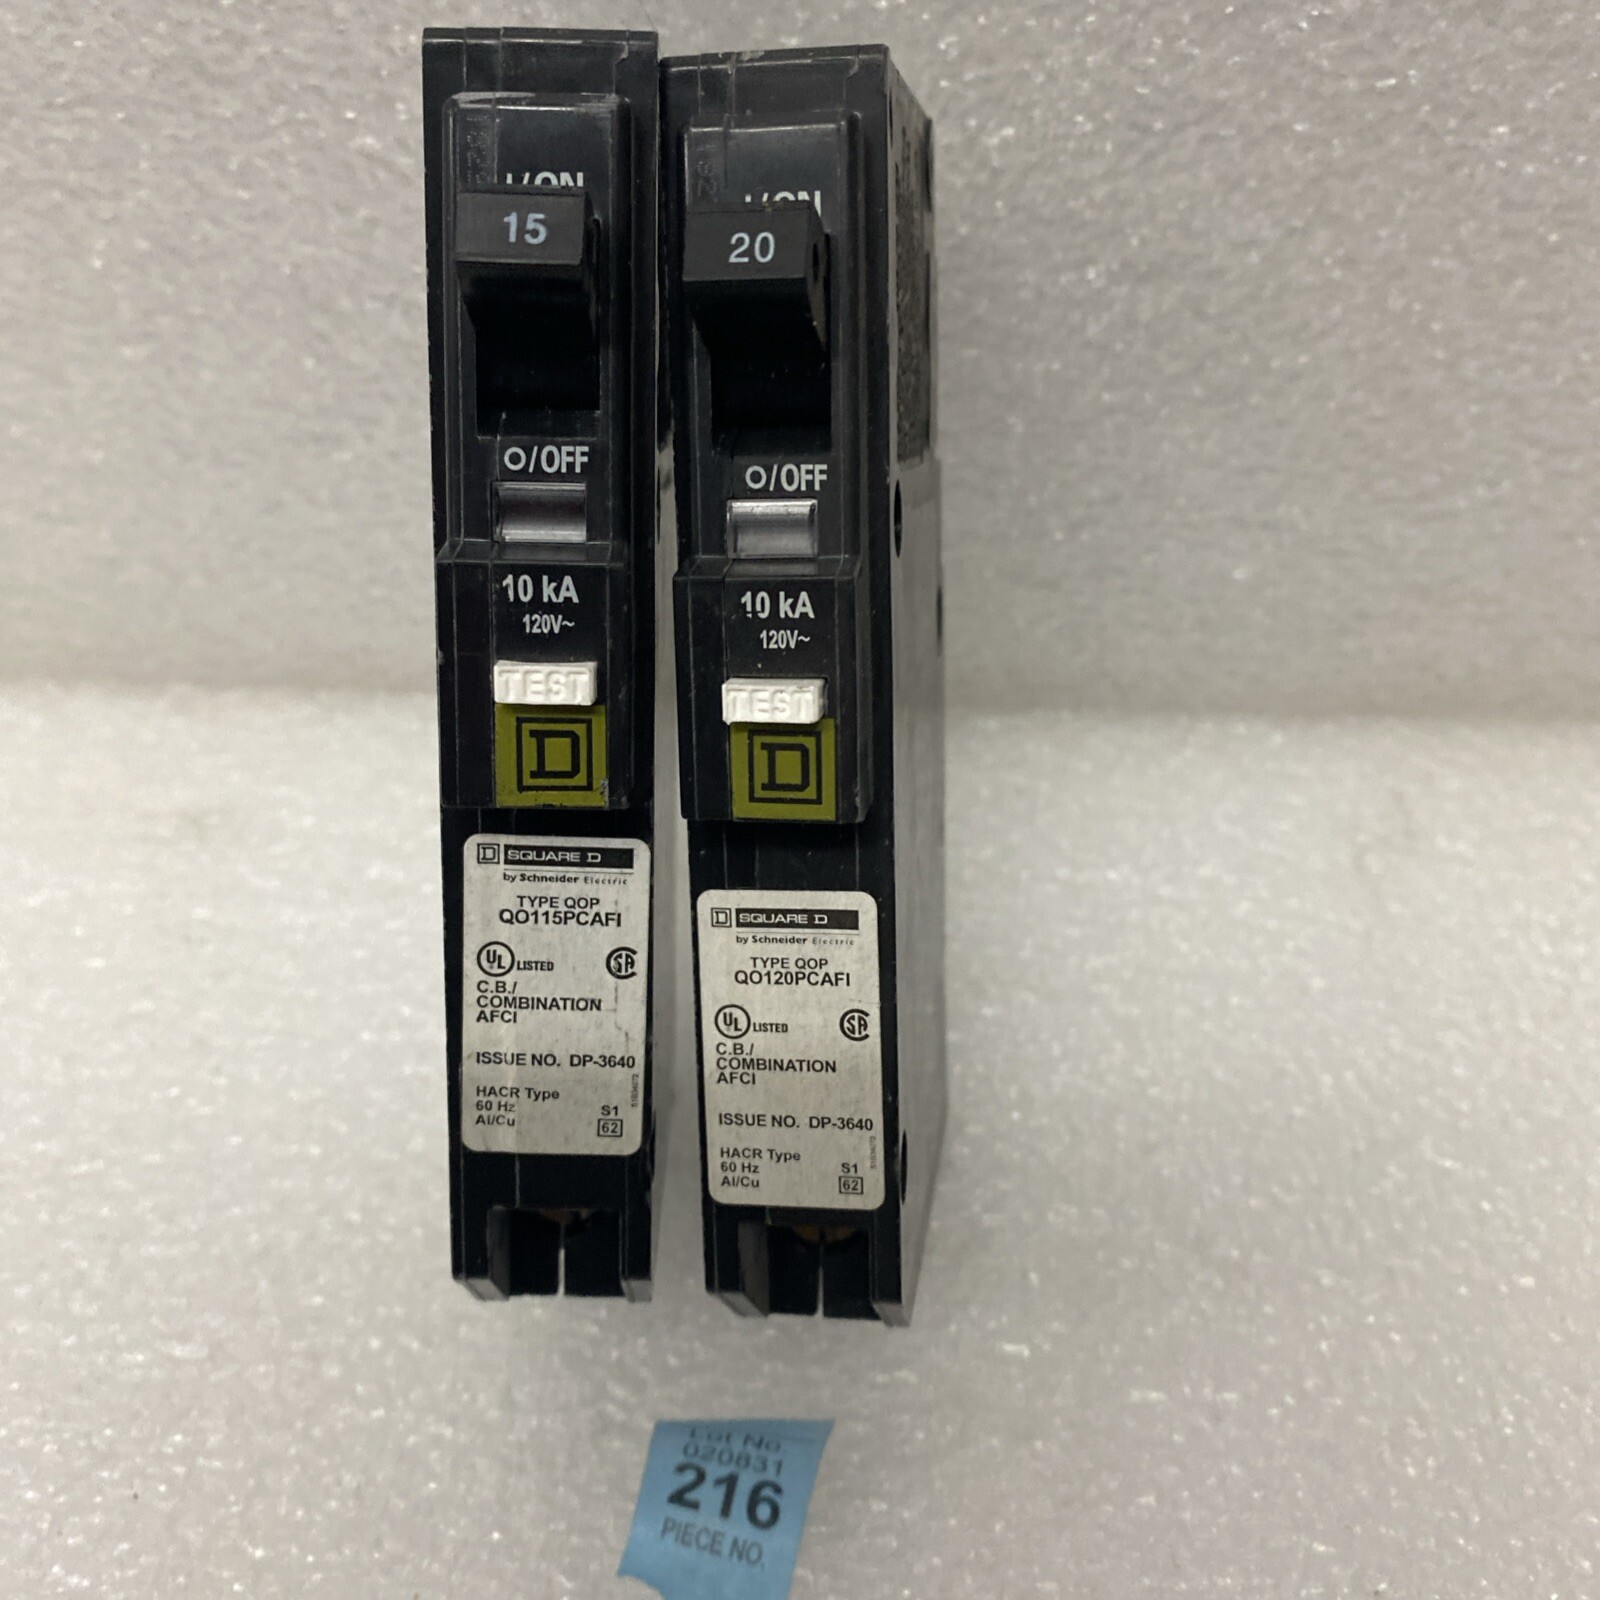 I/ON
15
O/OFF
10 kA
120V~
TEST
D
D SQUARE D
by Schneider Electric
TYPE QOP
QO115PCAFI
UL LISTED SA
C.B./
COMBINATION
AFCI
ISSUE NO. DP-3640
HACR Type
60 Hz
Al/Cu
S1
62
I/ON
20
O/OFF
10 kA
120V~
TEST
D
D SQUARE D
by Schneider Electric
TYPE QOP
QO120PCAFI
UL LISTED SA
C.B./
COMBINATION
AFCI
ISSUE NO. DP-3640
HACR Type
60 Hz
Al/Cu
S1
62
Lot No.
020831
216
PIECE NO.